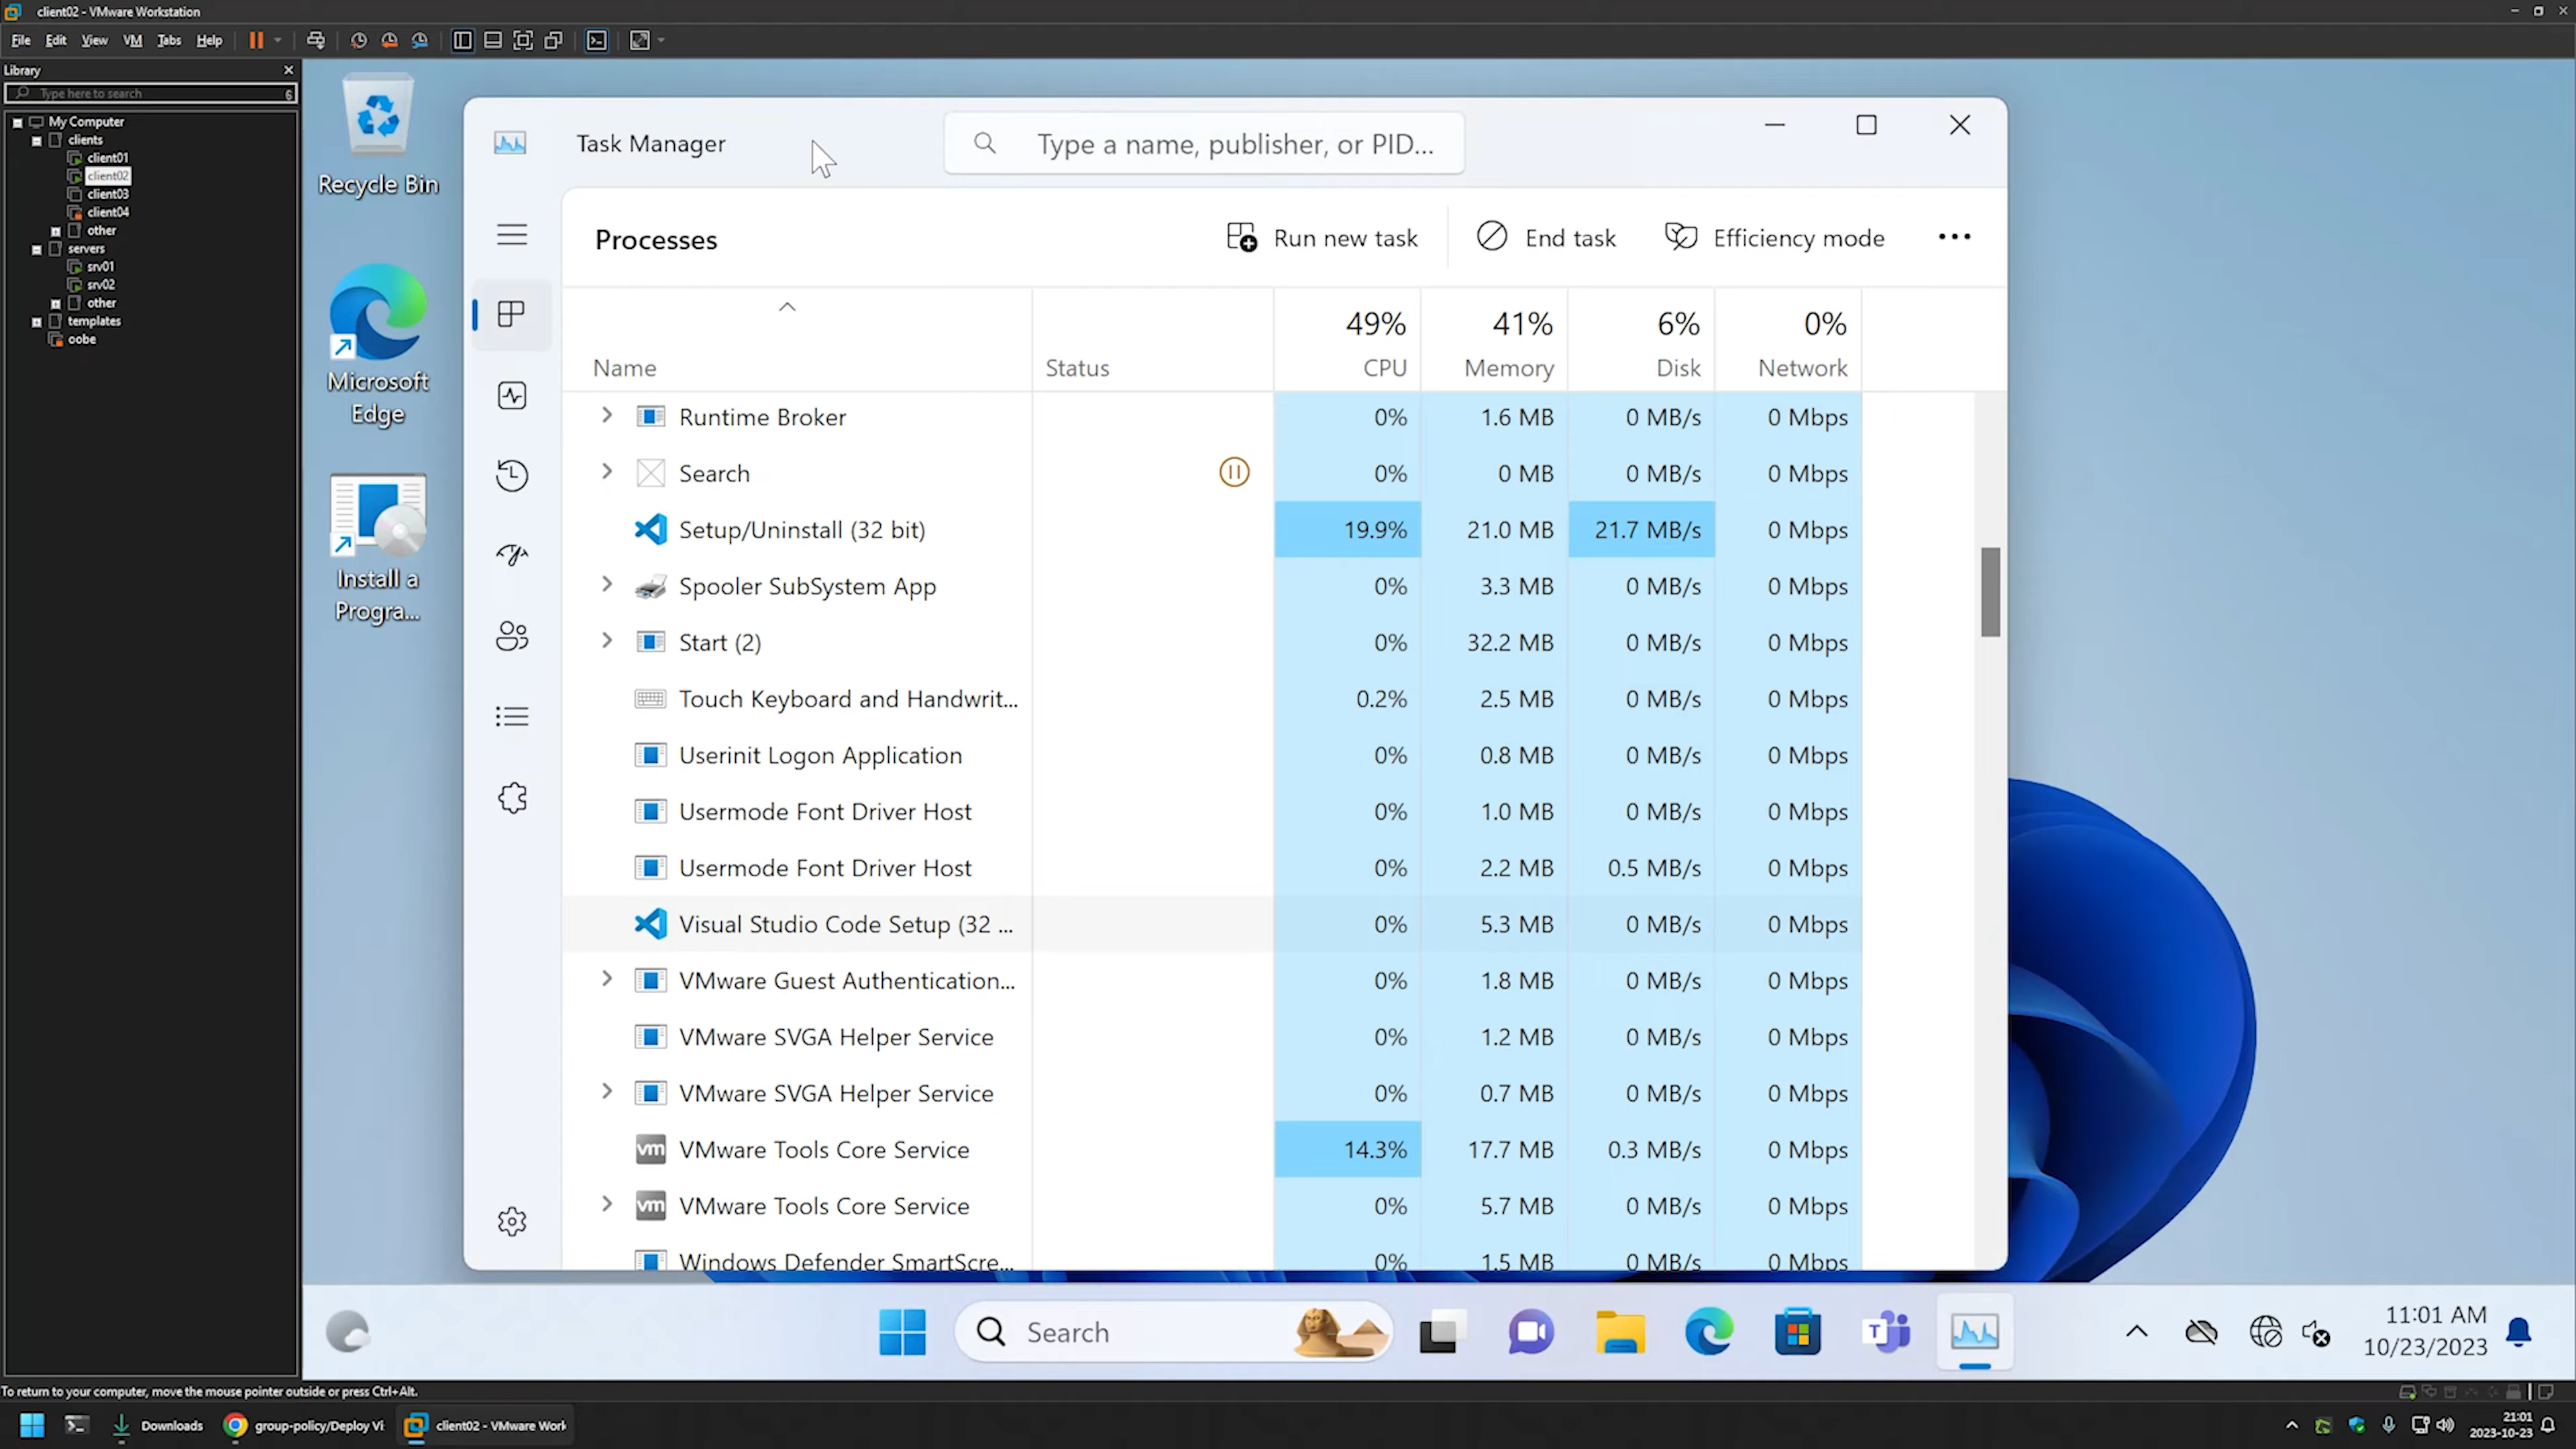 client02 - VMware Workstation
File Edit View VM Tabs Help
Library
Type here to search
My Computer
clients
client01
client02
client03
client04
other
servers
srv01
srv02
other
templates
oobe
Recycle Bin
Microsoft
Edge
Install a
Progra...
Task Manager
Type a name, publisher, or PID...
Processes
Run new task
End task
Efficiency mode
49% 41% 6% 0%
Name Status CPU Memory Disk Network
Runtime Broker 0% 1.6 MB 0 MB/s 0 Mbps
Search 0% 0 MB 0 MB/s 0 Mbps
Setup/Uninstall (32 bit) 19.9% 21.0 MB 21.7 MB/s 0 Mbps
Spooler SubSystem App 0% 3.3 MB 0 MB/s 0 Mbps
Start (2) 0% 32.2 MB 0 MB/s 0 Mbps
Touch Keyboard and Handwrit... 0.2% 2.5 MB 0 MB/s 0 Mbps
Userinit Logon Application 0% 0.8 MB 0 MB/s 0 Mbps
Usermode Font Driver Host 0% 1.0 MB 0 MB/s 0 Mbps
Usermode Font Driver Host 0% 2.2 MB 0.5 MB/s 0 Mbps
Visual Studio Code Setup (32 ... 0% 5.3 MB 0 MB/s 0 Mbps
VMware Guest Authentication... 0% 1.8 MB 0 MB/s 0 Mbps
VMware SVGA Helper Service 0% 1.2 MB 0 MB/s 0 Mbps
VMware SVGA Helper Service 0% 0.7 MB 0 MB/s 0 Mbps
vm VMware Tools Core Service 14.3% 17.7 MB 0.3 MB/s 0 Mbps
vm VMware Tools Core Service 0% 5.7 MB 0 MB/s 0 Mbps
Windows Defender SmartScre... 0% 1.5 MB 0 MB/s 0 Mbps
Search
11:01 AM
10/23/2023
To return to your computer, move the mouse pointer outside or press Ctrl+Alt.
Downloads
group-policy/Deploy Vi
client02 - VMware Work
21:01
2023-10-23